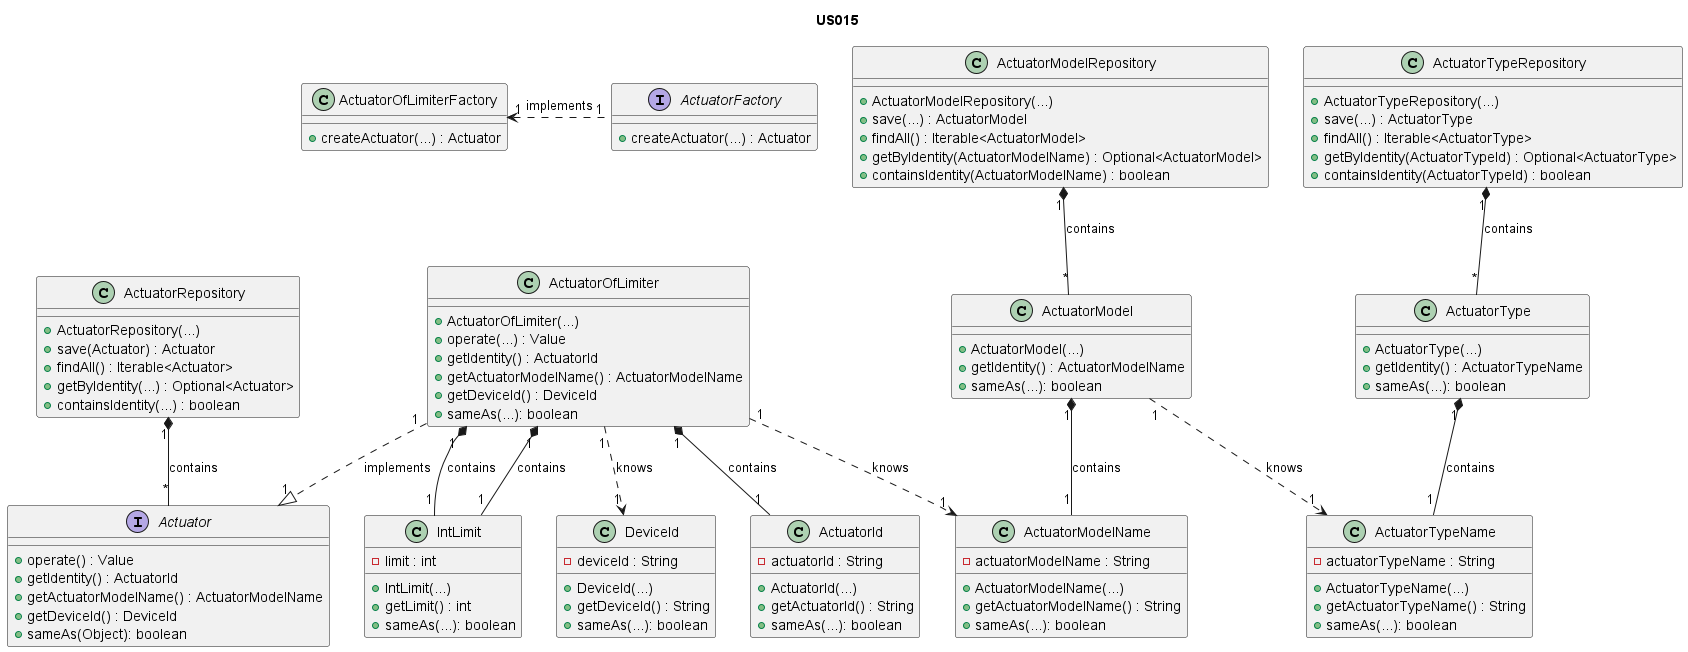 US015
C ActuatorOfLimiterFactory
createActuator(...) : Actuator
1 implements 1
I ActuatorFactory
createActuator(...) : Actuator
C ActuatorModelRepository
ActuatorModelRepository(...)
save(...) : ActuatorModel
findAll() : Iterable<ActuatorModel>
getByIdentity(ActuatorModelName) : Optional<ActuatorModel>
containsIdentity(ActuatorModelName) : boolean
C ActuatorTypeRepository
ActuatorTypeRepository(...)
save(...) : ActuatorType
findAll() : Iterable<ActuatorType>
getByIdentity(ActuatorTypeId) : Optional<ActuatorType>
containsIdentity(ActuatorTypeId) : boolean
1
contains
*
1
contains
*
C ActuatorRepository
ActuatorRepository(...)
save(Actuator) : Actuator
findAll() : Iterable<Actuator>
getByIdentity(...) : Optional<Actuator>
containsIdentity(...) : boolean
C ActuatorOfLimiter
ActuatorOfLimiter(...)
operate(...) : Value
getIdentity() : ActuatorId
getActuatorModelName() : ActuatorModelName
getDeviceId() : DeviceId
sameAs(...): boolean
C ActuatorModel
ActuatorModel(...)
getIdentity() : ActuatorModelName
sameAs(...): boolean
C ActuatorType
ActuatorType(...)
getIdentity() : ActuatorTypeName
sameAs(...): boolean
1
contains
*
1
implements
1
1
contains
1
1
contains
1
1
knows
1
1
contains
1
1
knows
1
1
contains
1
1
knows
1
1
contains
1
I Actuator
operate() : Value
getIdentity() : ActuatorId
getActuatorModelName() : ActuatorModelName
getDeviceId() : DeviceId
sameAs(Object): boolean
C IntLimit
limit : int
IntLimit(...)
getLimit() : int
sameAs(...): boolean
C DeviceId
deviceId : String
DeviceId(...)
getDeviceId() : String
sameAs(...): boolean
C ActuatorId
actuatorId : String
ActuatorId(...)
getActuatorId() : String
sameAs(...): boolean
C ActuatorModelName
actuatorModelName : String
ActuatorModelName(...)
getActuatorModelName() : String
sameAs(...): boolean
C ActuatorTypeName
actuatorTypeName : String
ActuatorTypeName(...)
getActuatorTypeName() : String
sameAs(...): boolean